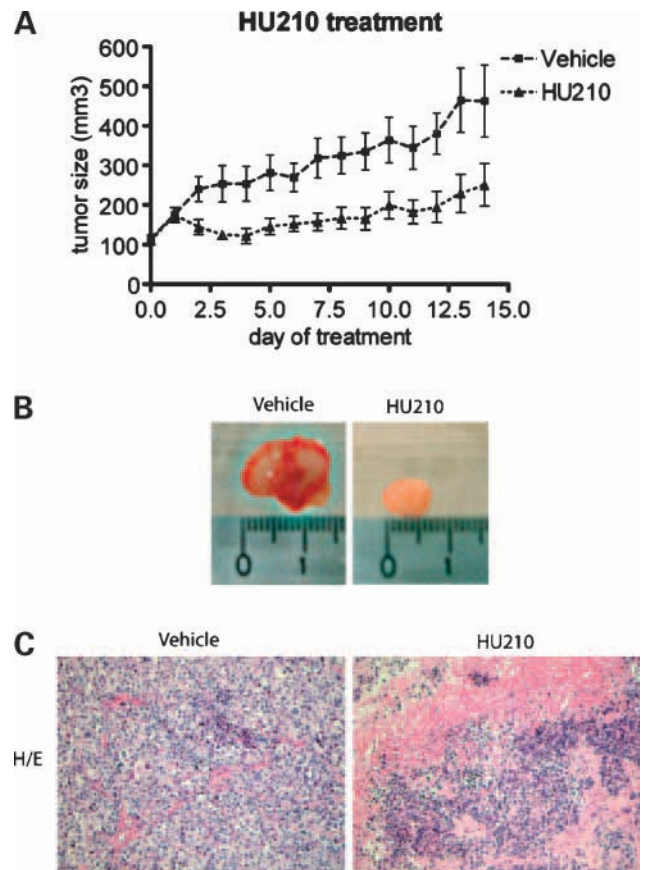 A
HU210 treatment
600
500
400
300
200
100
0
tumor size (mm3)
0.0 2.5 5.0 7.5 10.0 12.5 15.0
day of treatment
Vehicle
HU210
B
Vehicle HU210
0 1 0 1
C
Vehicle HU210
H/E